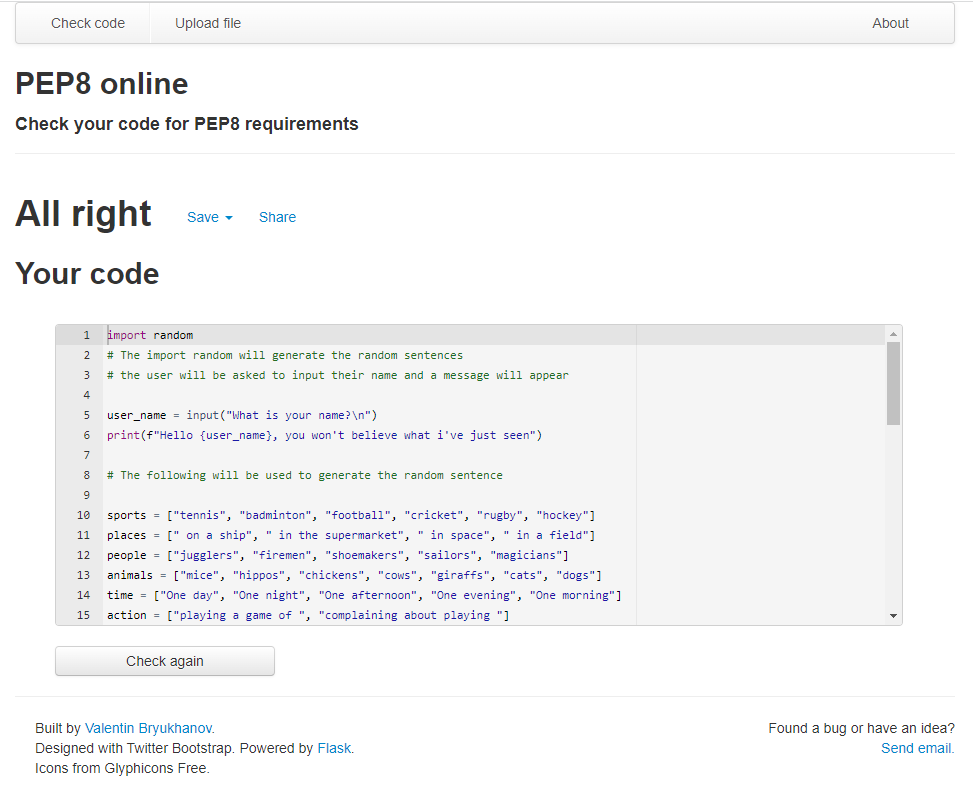 Check code Upload file About
PEP8 online
Check your code for PEP8 requirements
All right Save Share
Your code
1 import random
2 # The import random will generate the random sentences
3 # the user will be asked to input their name and a message will appear
4
5 user_name = input("What is your name?\n")
6 print(f"Hello {user_name}, you won't believe what i've just seen")
7
8 # The following will be used to generate the random sentence
9
10 sports = ["tennis", "badminton", "football", "cricket", "rugby", "hockey"]
11 places = [" on a ship", " in the supermarket", " in space", " in a field"]
12 people = ["jugglers", "firemen", "shoemakers", "sailors", "magicians"]
13 animals = ["mice", "hippos", "chickens", "cows", "giraffs", "cats", "dogs"]
14 time = ["One day", "One night", "One afternoon", "One evening", "One morning"]
15 action = ["playing a game of ", "complaining about playing "]
Check again
Built by Valentin Bryukhanov. Found a bug or have an idea?
Designed with Twitter Bootstrap. Powered by Flask. Send email.
Icons from Glyphicons Free.